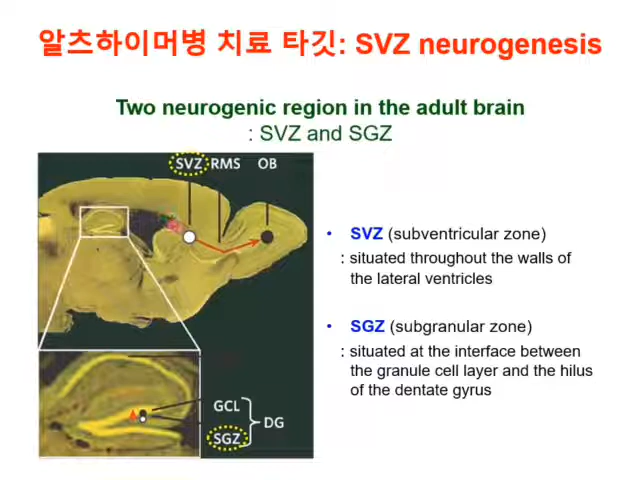 알츠하이머병 치료 타깃: SVZ neurogenesis
Two neurogenic region in the adult brain
: SVZ and SGZ
SVZ RMS OB
• SVZ (subventricular zone)
: situated throughout the walls of
the lateral ventricles
• SGZ (subgranular zone)
: situated at the interface between
the granule cell layer and the hilus
of the dentate gyrus
GCL
DG
SGZ